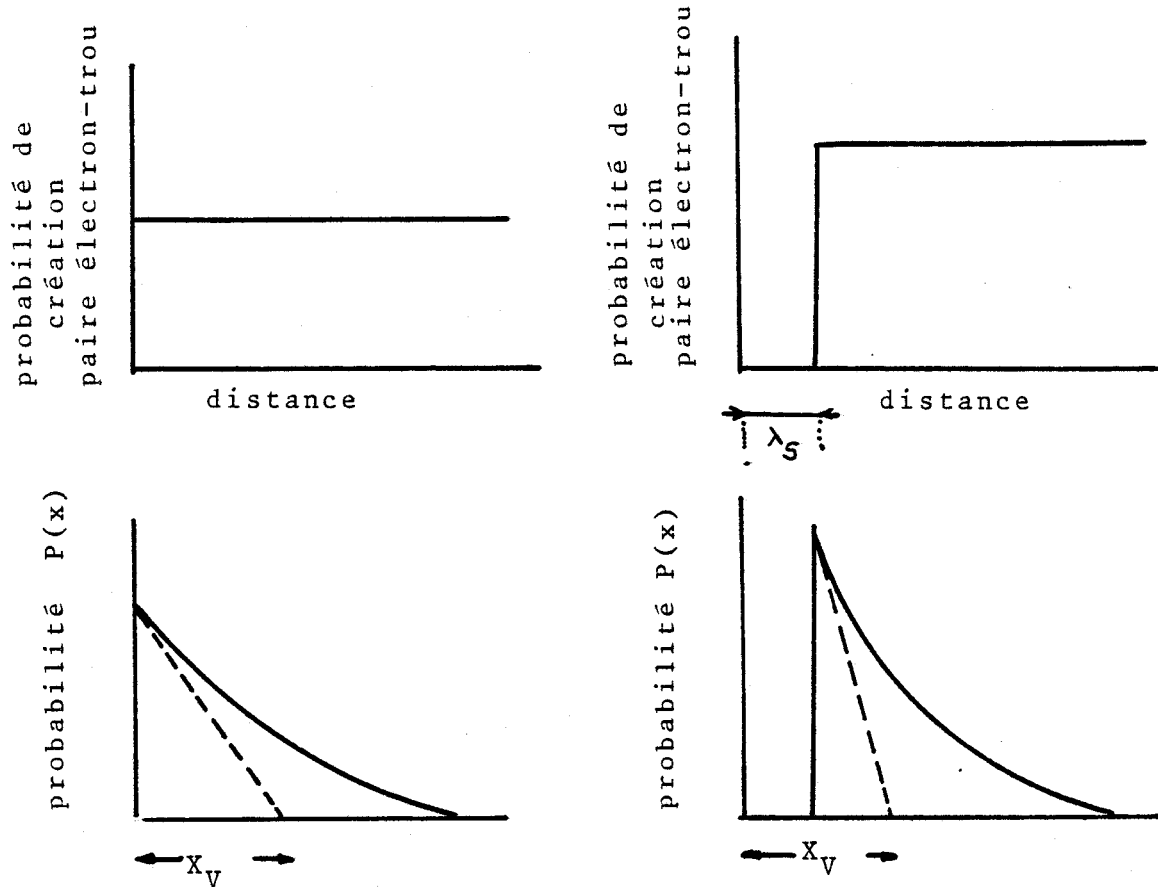 probabilité de
création
paire électron-trou
distance
probabilité de
création
paire électron-trou
distance
λS
probabilité P(x)
XV
probabilité P(x)
XV